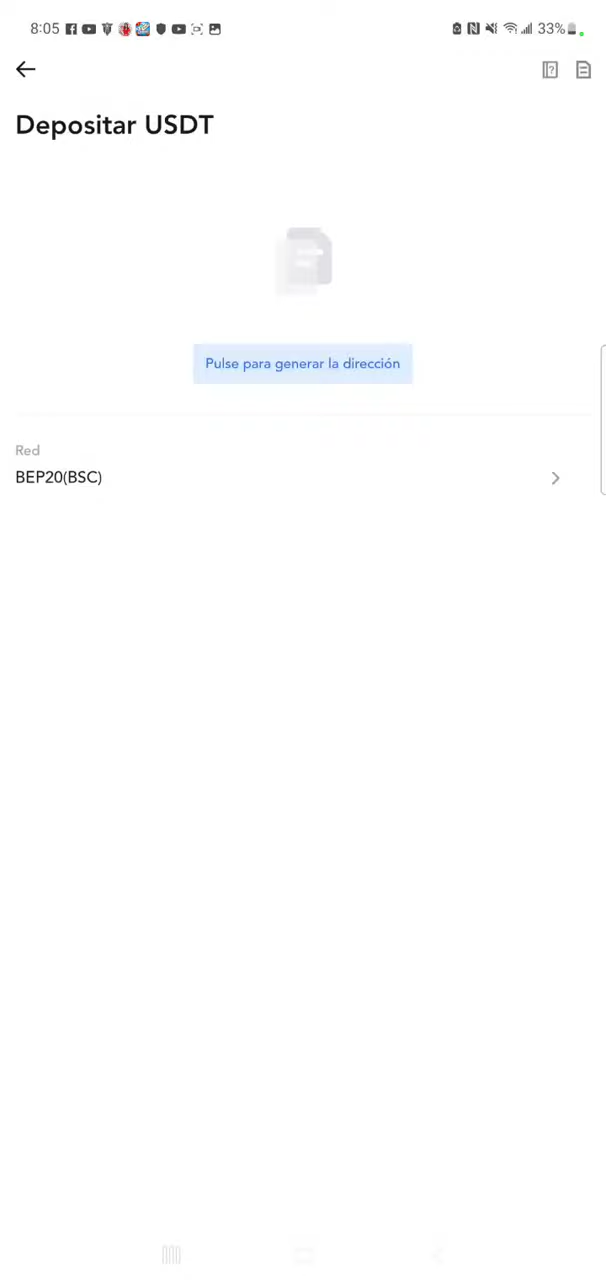 8:05
33%
Depositar USDT
Pulse para generar la dirección
Red
BEP20(BSC)